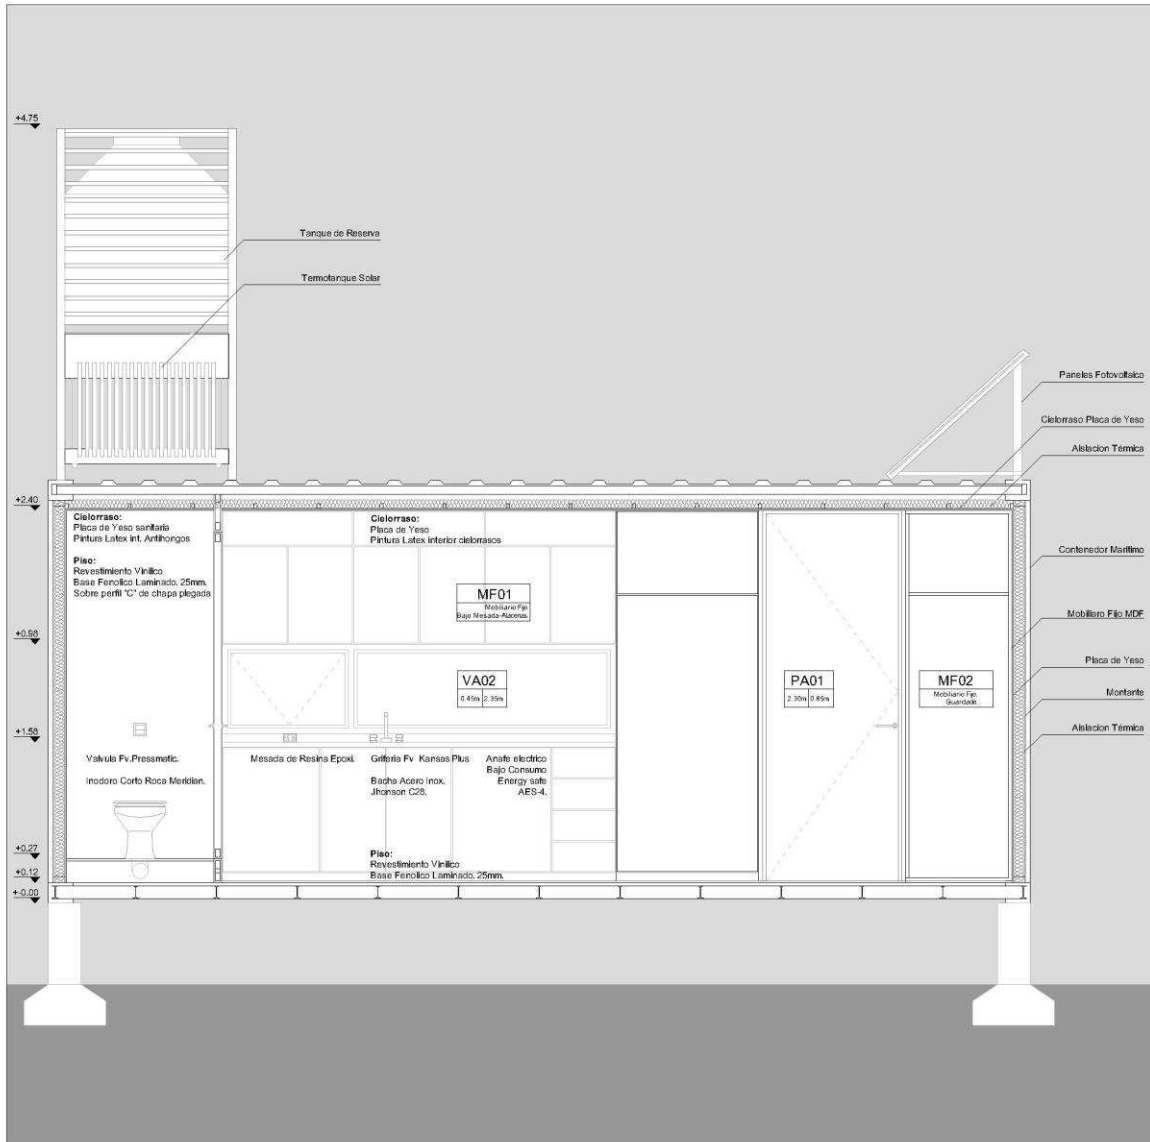 +4.75
Tanque de Reserva
Termotanque Solar
Paneles Fotovoltaico
Cielorraso Placa de Yeso
Aislacion Térmica
+2.40
Cielorraso:
Placa de Yeso sanitaria
Pintura Latex int. Antihongos
Piso:
Revestimiento Vinilico
Base Fenolico Laminado. 25mm.
Sobre perfil "C" de chapa plegada
Cielorraso:
Placa de Yeso
Pintura Latex interior cielorrasos
Contenedor Maritimo
MF01
Mobiliario Fijo.
Bajo Mesada-Alacenas.
Mobiliaro Fijo MDF
+0.98
VA02
0.45m 2.35m
PA01
2.30m 0.86m
MF02
Mobiliario Fijo.
Guardado
Placa de Yeso
Montante
Aislacion Térmica
+1.58
Valvula Fv.Pressmatic.
Inodoro Corto Roca Meridian.
Mesada de Resina Epoxi.
Griferia Fv Kansas Plus
Bacha Acero Inox.
Jhonson C28.
Anafe electrico
Bajo Consumo
Energy safe
AES-4.
+0.27
+0.12
+-0.00
Piso:
Revestimiento Vinilico
Base Fenolico Laminado. 25mm.